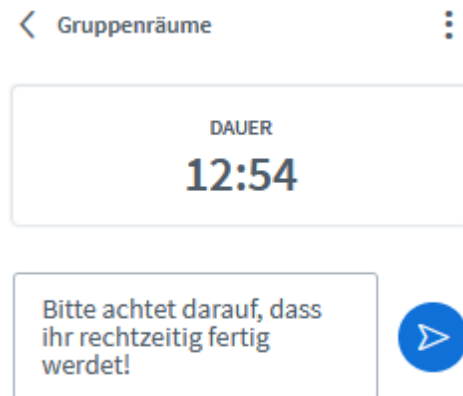 Gruppenräume
DAUER
12:54
Bitte achtet darauf, dass
ihr rechtzeitig fertig
werdet!